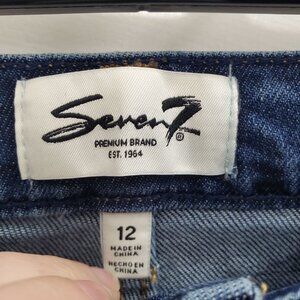 Seven7®
PREMIUM BRAND
EST. 1964
12
MADE IN
CHINA
HECHO EN
CHINA